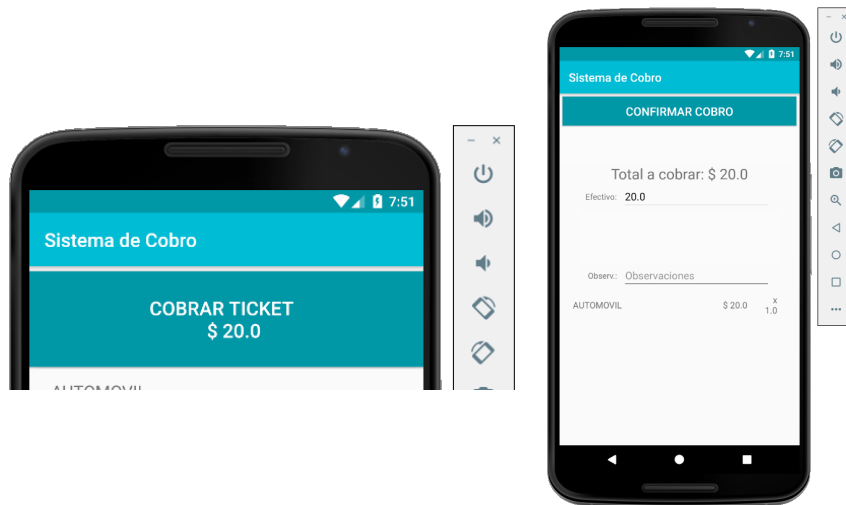 7:51
Sistema de Cobro
COBRAR TICKET
$ 20.0
AUTOMOVIL
7:51
Sistema de Cobro
CONFIRMAR COBRO
Total a cobrar: $ 20.0
Efectivo: 20.0
Observ.: Observaciones
AUTOMOVIL $ 20.0 x
1.0